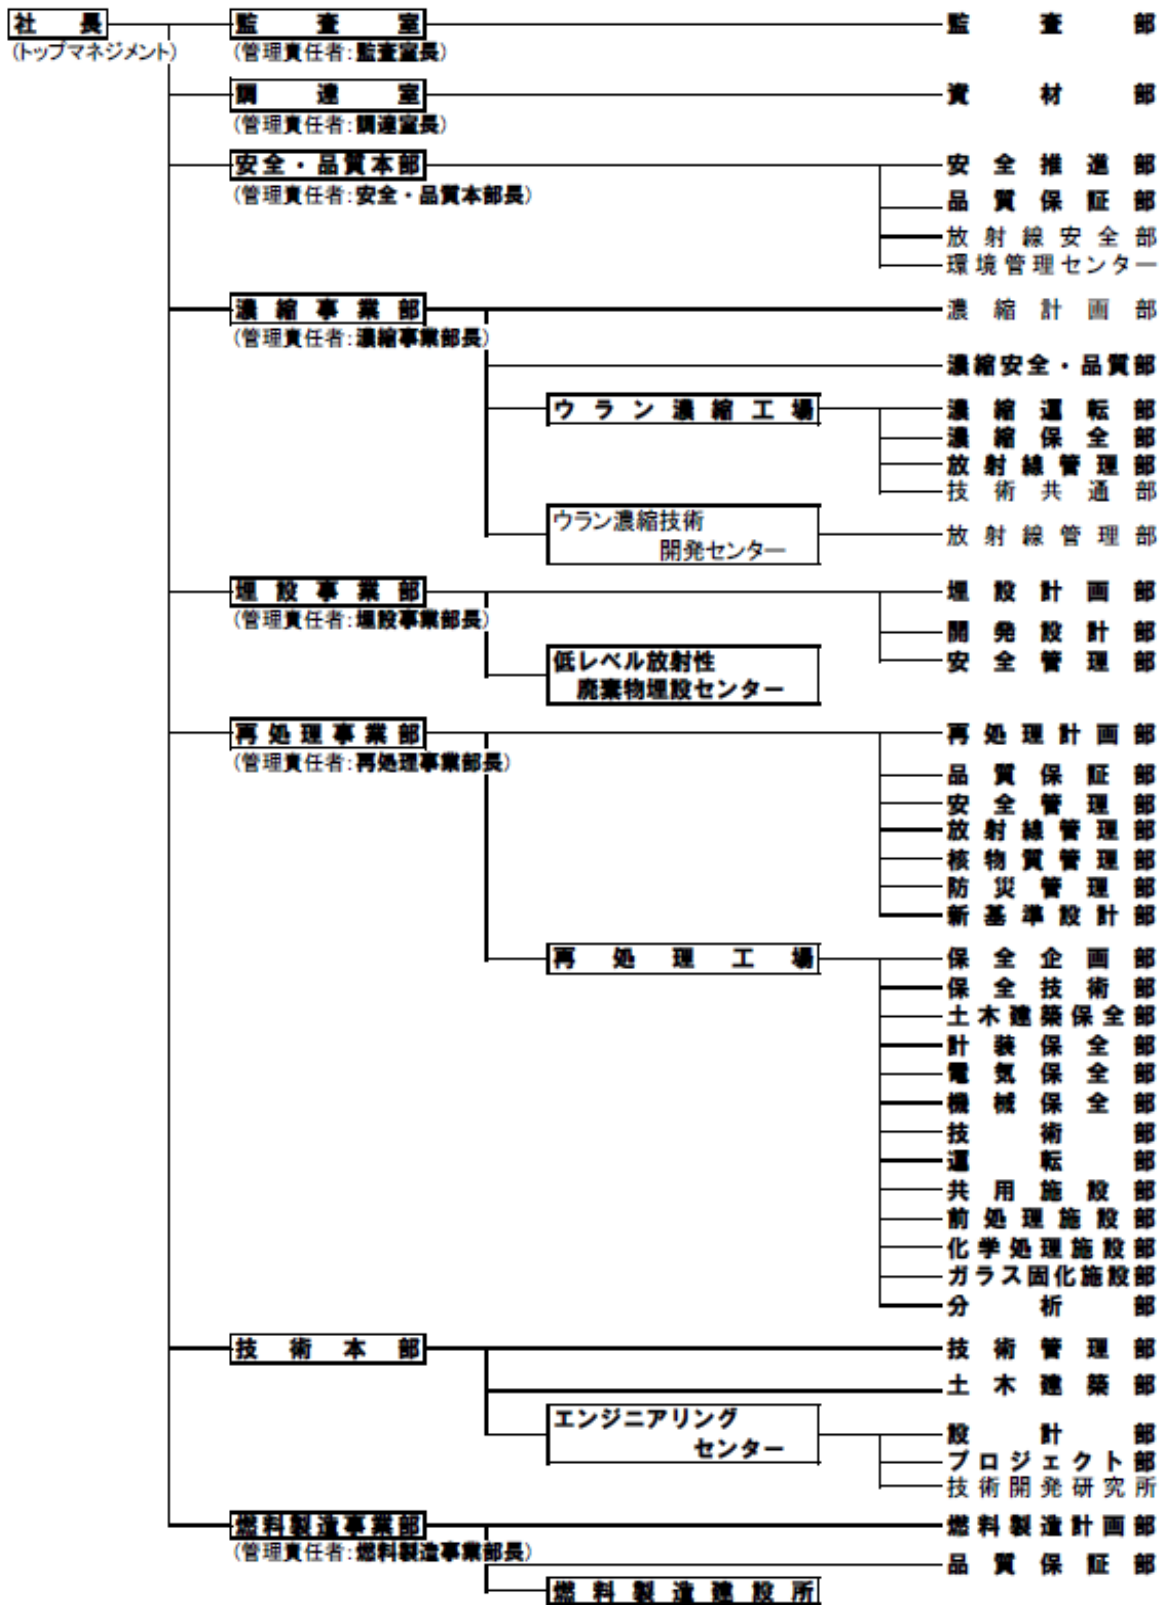 社長 監査室 監査部
(トップマネジメント) (管理責任者:監査室長)
調達室 資材部
(管理責任者:調達室長)
安全・品質本部 安全推進部
(管理責任者:安全・品質本部長)
品質保証部
放射線安全部
環境管理センター
濃縮事業部 濃縮計画部
(管理責任者:濃縮事業部長)
濃縮安全・品質部
ウラン濃縮工場 濃縮運転部
濃縮保全部
放射線管理部
技術共通部
ウラン濃縮技術
開発センター 放射線管理部
埋設事業部 埋設計画部
(管理責任者:埋設事業部長)
開発設計部
安全管理部
低レベル放射性
廃棄物埋設センター
再処理事業部 再処理計画部
(管理責任者:再処理事業部長)
品質保証部
安全管理部
放射線管理部
核物質管理部
防災管理部
新基準設計部
再処理工場 保全企画部
保全技術部
土木建築保全部
計装保全部
電気保全部
機械保全部
技術部
運転部
共用施設部
前処理施設部
化学処理施設部
ガラス固化施設部
分析部
技術本部 技術管理部
土木建築部
エンジニアリング
センター 設計部
プロジェクト部
技術開発研究所
燃料製造事業部 燃料製造計画部
(管理責任者:燃料製造事業部長)
品質保証部
燃料製造建設所